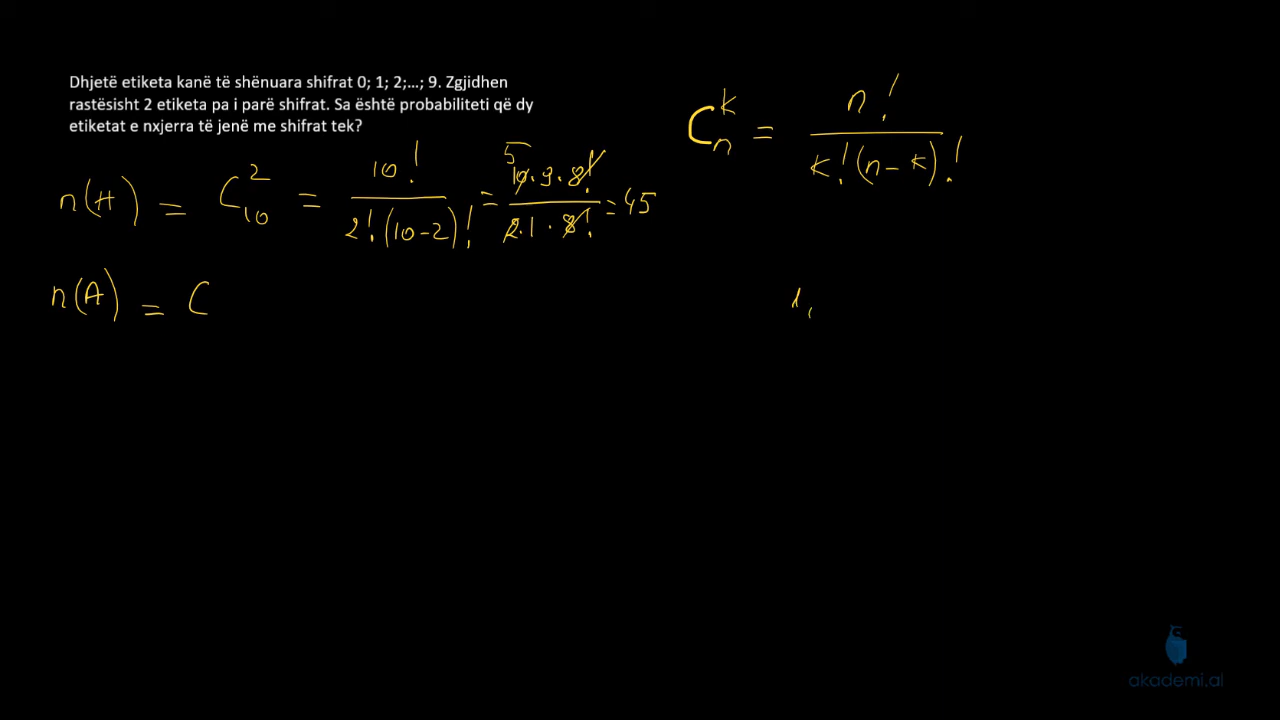 Dhjetë etiketa kanë të shënuara shifrat 0; 1; 2;...; 9. Zgjidhen
rastësisht 2 etiketa pa i parë shifrat. Sa është probabiliteti që dy
etiketat e nxjerra të jenë me shifrat tek?
C_n^k = n! / k!(n-k)!
n(H) = C_10^2 = 10! / 2!(10-2)! = 5 10·9·8! / 2·1·8! = 45
n(A) = C
1,
akademi.al